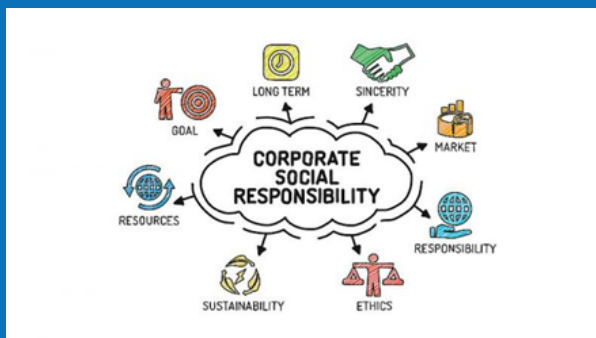 LONG TERM
SINCERITY
GOAL
MARKET
CORPORATE
SOCIAL
RESPONSIBILITY
RESOURCES
RESPONSIBILITY
SUSTAINABILITY
ETHICS